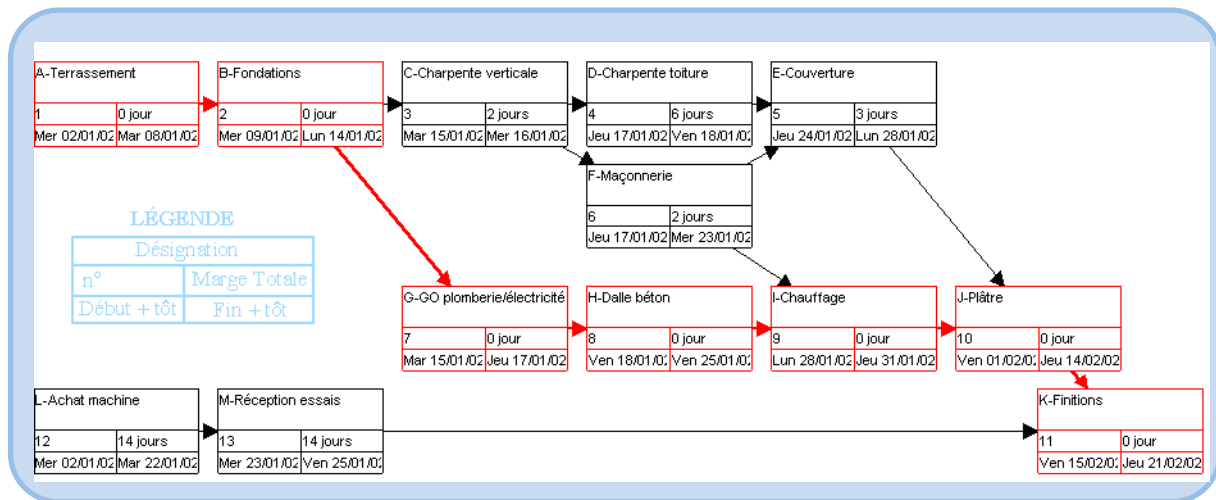 A-Terrassement
1 0 jour
Mer 02/01/02 Mar 08/01/02
B-Fondations
2 0 jour
Mer 09/01/02 Lun 14/01/02
C-Charpente verticale
3 2 jours
Mar 15/01/02 Mer 16/01/02
D-Charpente toiture
4 6 jours
Jeu 17/01/02 Ven 18/01/02
E-Couverture
5 3 jours
Jeu 24/01/02 Lun 28/01/02
F-Maçonnerie
6 2 jours
Jeu 17/01/02 Mer 23/01/02
LÉGENDE
Désignation
n° Marge Totale
Début + tôt Fin + tôt
G-GO plomberie/électricité
7 0 jour
Mar 15/01/02 Jeu 17/01/02
H-Dalle béton
8 0 jour
Ven 18/01/0 Ven 25/01/02
I-Chauffage
9 0 jour
Lun 28/01/02 Jeu 31/01/02
J-Plâtre
10 0 jour
Ven 01/02/0 Jeu 14/02/02
L-Achat machine
12 14 jours
Mer 02/01/02 Mar 22/01/02
M-Réception essais
13 14 jours
Mer 23/01/02 Ven 25/01/02
K-Finitions
11 0 jour
Ven 15/02/0 Jeu 21/02/02